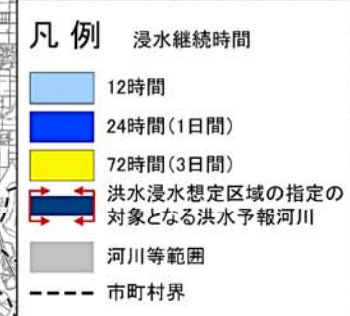 凡例 浸水継続時間
12時間
24時間(1日間)
72時間(3日間)
洪水浸水想定区域の指定の
対象となる洪水予報河川
河川等範囲
市町村界